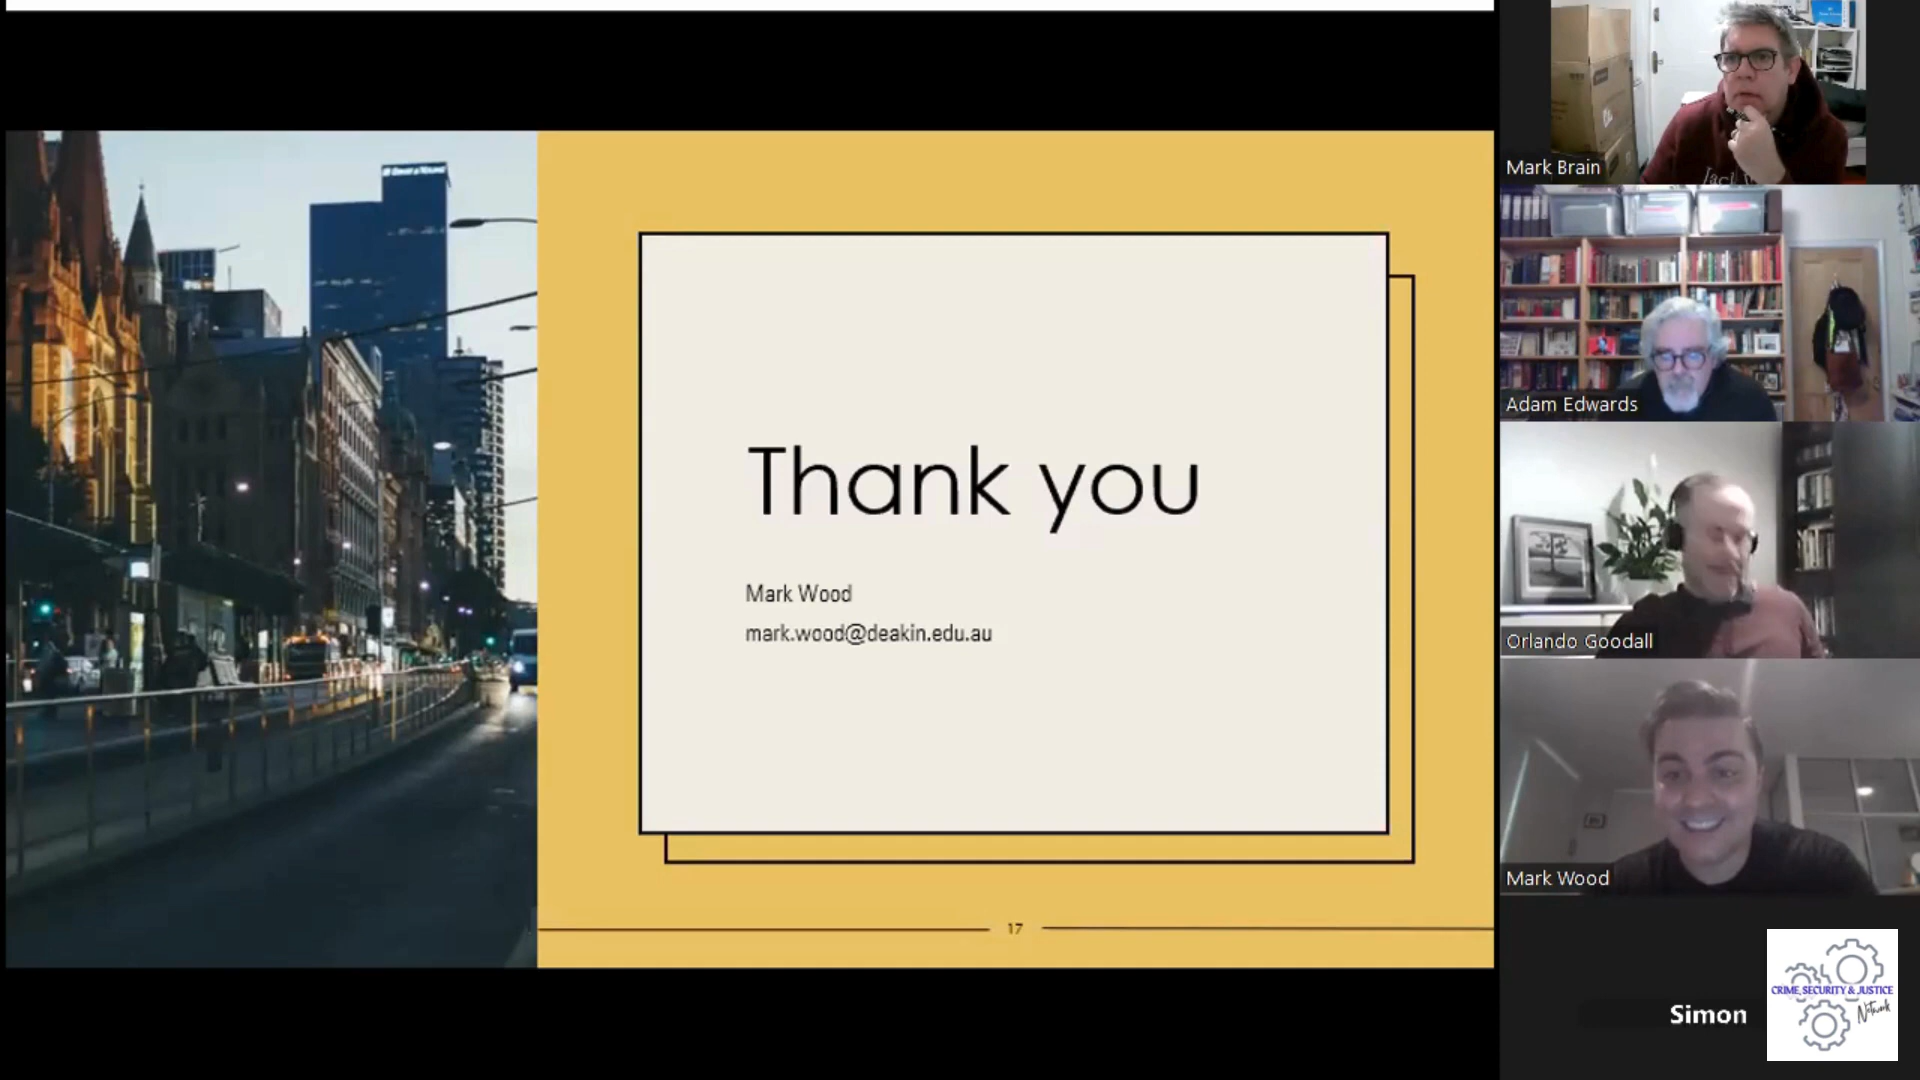 Thank you
Mark Wood
mark.wood@deakin.edu.au
17
Mark Brain
Adam Edwards
Orlando Goodall
Mark Wood
Simon
CRIME, SECURITY & JUSTICE
Network